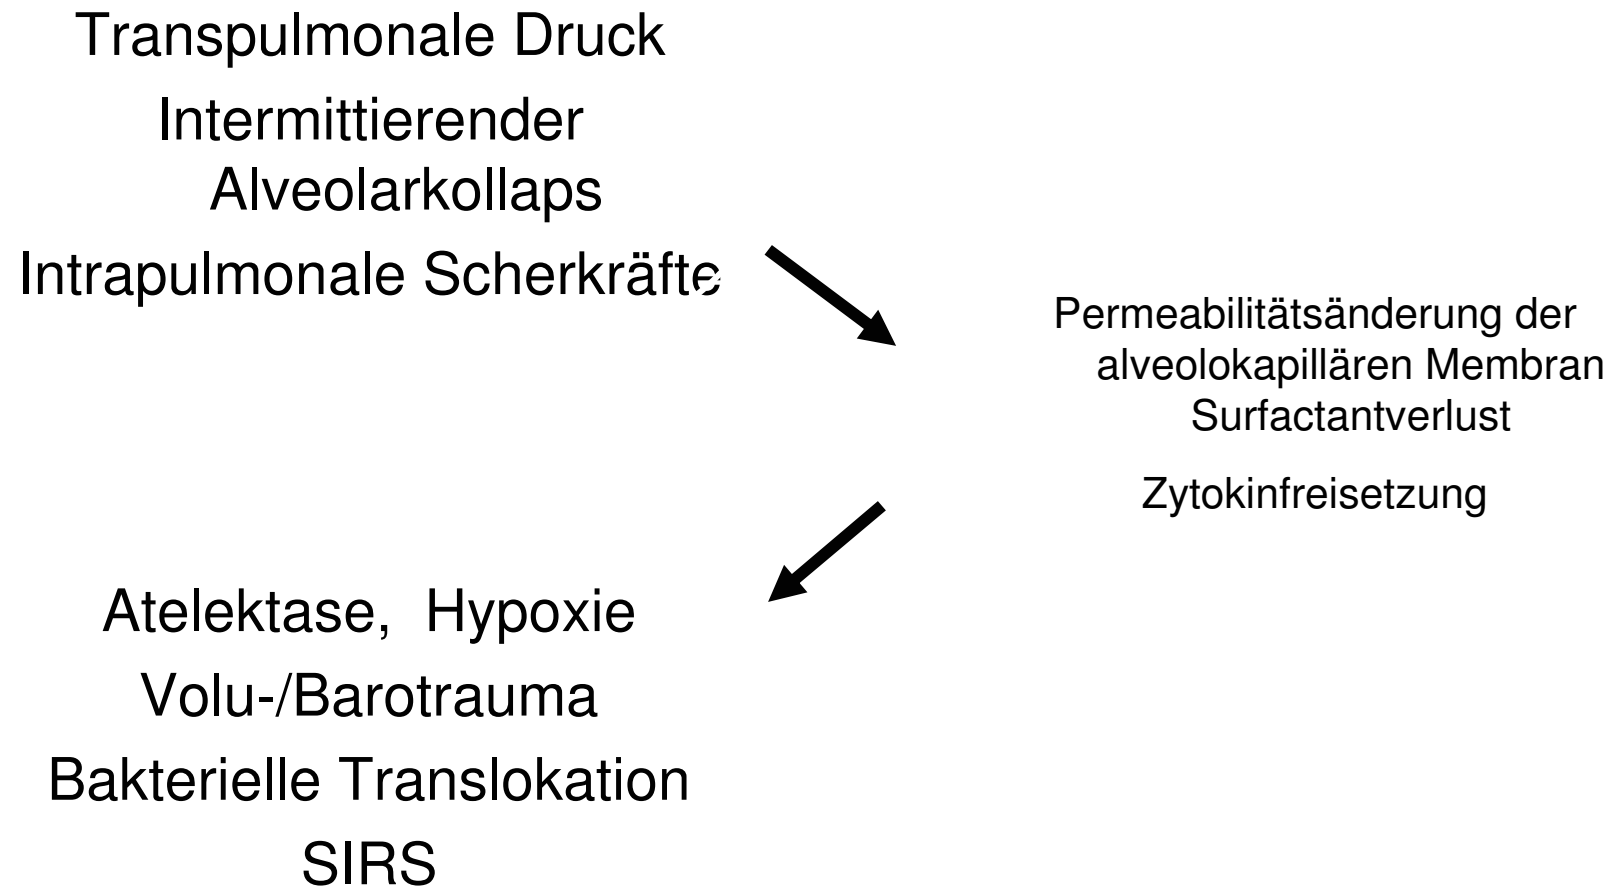 Transpulmonale Druck
Intermittierender
Alveolarkollaps
Intrapulmonale Scherkräfte
Permeabilitätsänderung der
alveolokapillären Membran
Surfactantverlust
Zytokinfreisetzung
Atelektase, Hypoxie
Volu-/Barotrauma
Bakterielle Translokation
SIRS